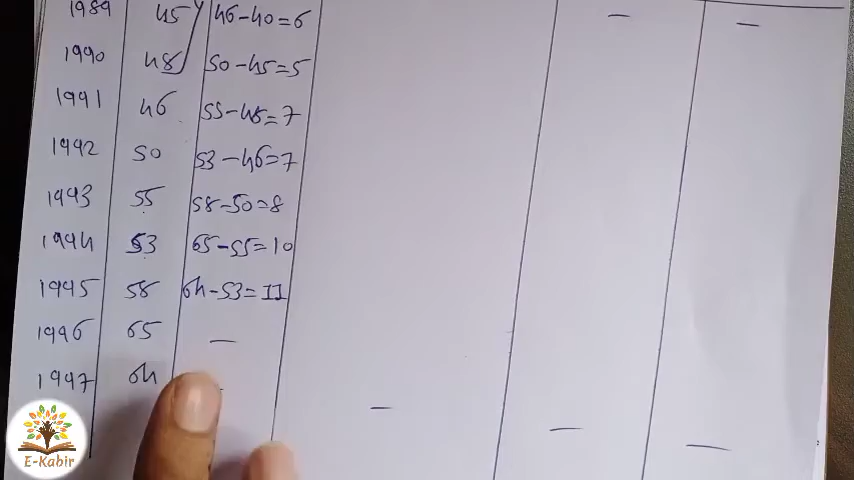 1989 45 46-40=6 — —
1990 48 50-45=5
1991 46 55-48=7
1992 50 53-46=7
1993 55 58-50=8
1994 53 65-55=10
1995 58 64-53=11
1996 65 —
1997 64 — —
— —
E-Kabir